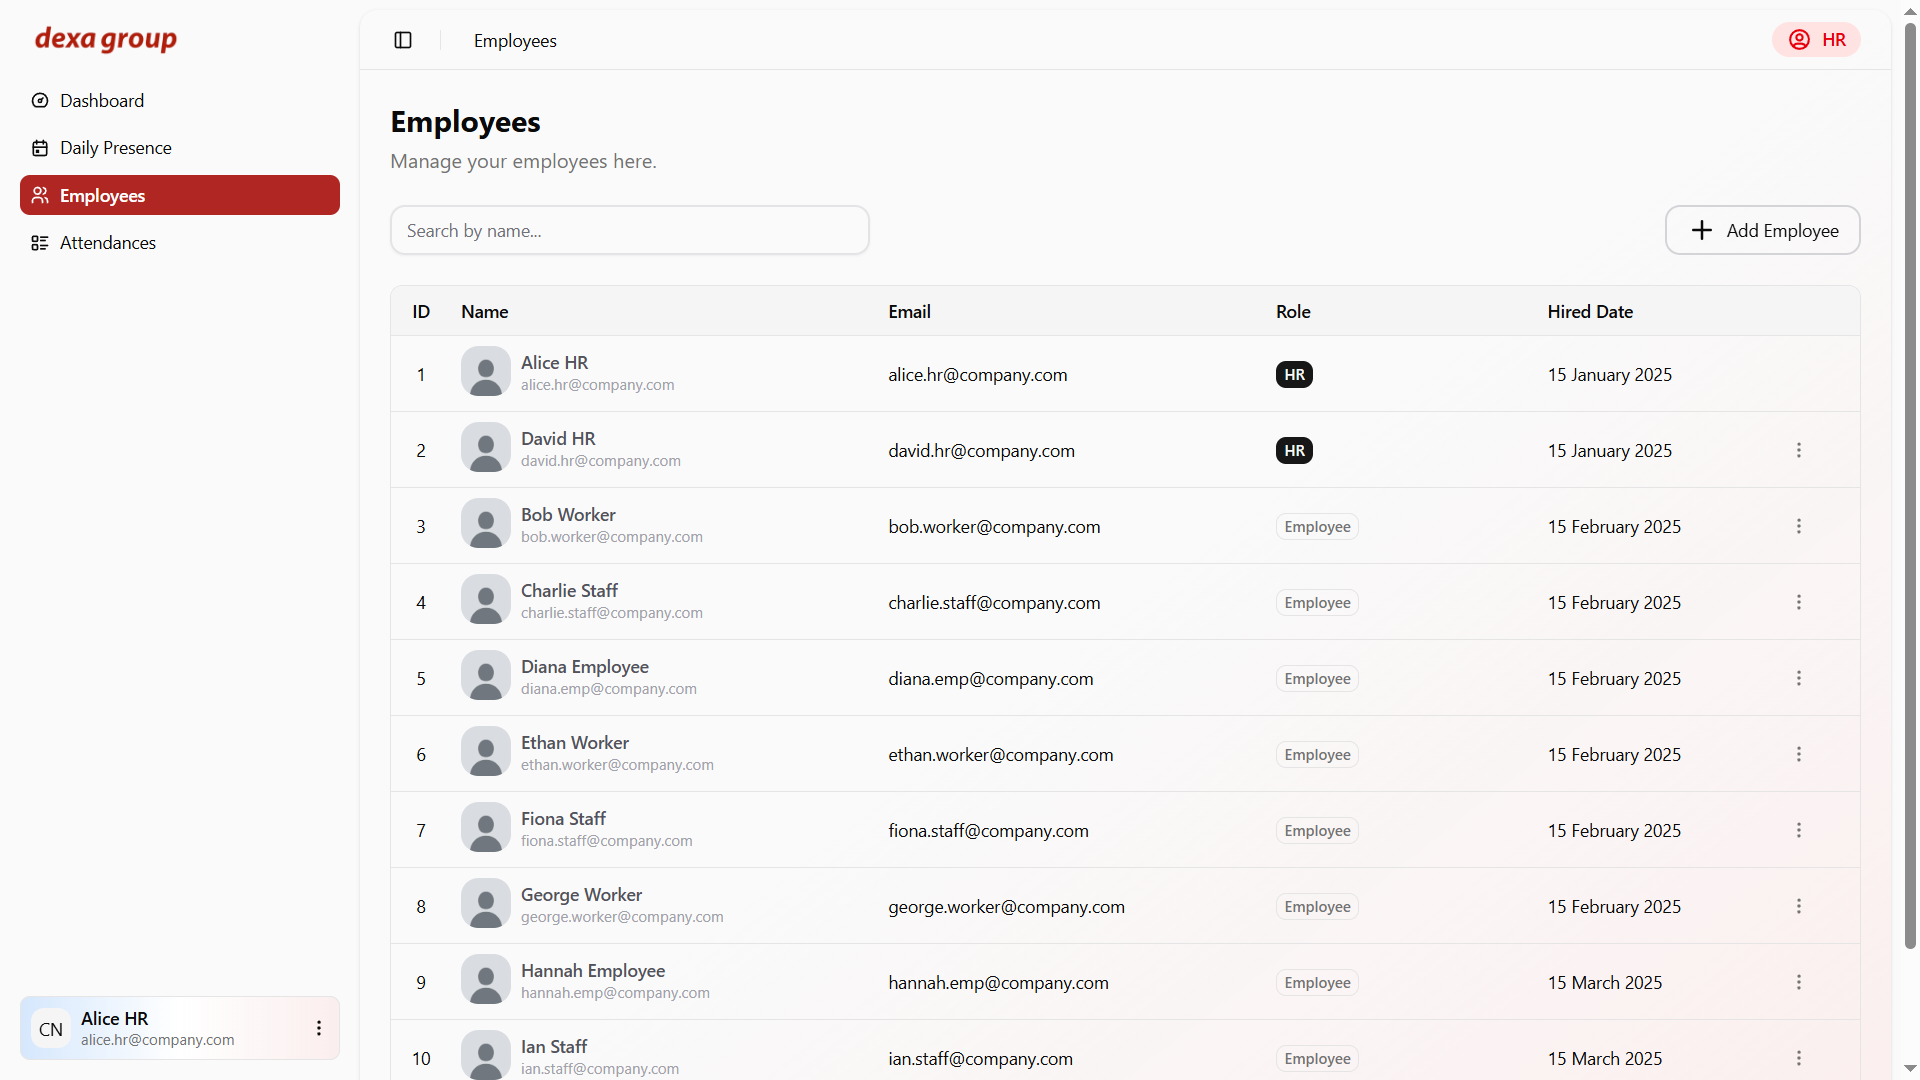 dexa group
Dashboard
Daily Presence
Employees
Attendances
CN
Alice HR
alice.hr@company.com
Employees
HR
Employees
Manage your employees here.
Search by name...
Add Employee
ID Name Email Role Hired Date
1 Alice HR alice.hr@company.com alice.hr@company.com HR 15 January 2025
2 David HR david.hr@company.com david.hr@company.com HR 15 January 2025
3 Bob Worker bob.worker@company.com bob.worker@company.com Employee 15 February 2025
4 Charlie Staff charlie.staff@company.com charlie.staff@company.com Employee 15 February 2025
5 Diana Employee diana.emp@company.com diana.emp@company.com Employee 15 February 2025
6 Ethan Worker ethan.worker@company.com ethan.worker@company.com Employee 15 February 2025
7 Fiona Staff fiona.staff@company.com fiona.staff@company.com Employee 15 February 2025
8 George Worker george.worker@company.com george.worker@company.com Employee 15 February 2025
9 Hannah Employee hannah.emp@company.com hannah.emp@company.com Employee 15 March 2025
10 Ian Staff ian.staff@company.com ian.staff@company.com Employee 15 March 2025